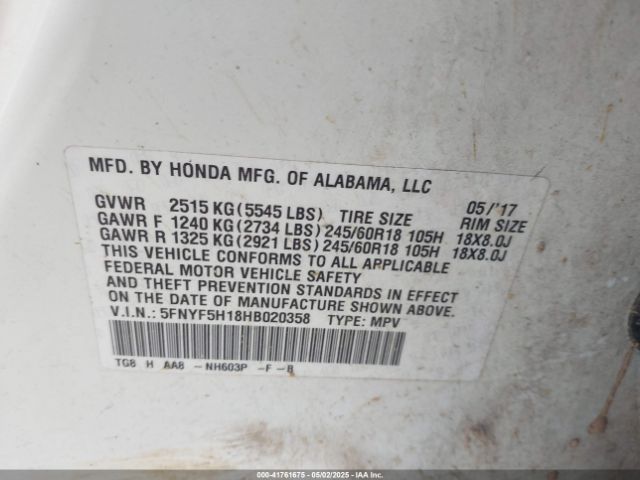 MFD. BY HONDA MFG. OF ALABAMA, LLC
05/'17
GVWR 2515 KG(5545 LBS) TIRE SIZE RIM SIZE
GAWR F 1240 KG(2734 LBS)245/60R18 105H 18X8.0J
GAWR R 1325 KG(2921 LBS)245/60R18 105H 18X8.0J
THIS VEHICLE CONFORMS TO ALL APPLICABLE
FEDERAL MOTOR VEHICLE SAFETY
AND THEFT PREVENTION STANDARDS IN EFFECT
ON THE DATE OF MANUFACTURE SHOWN ABOVE.
V.I.N.: 5FNYF5H18HB020358 TYPE: MPV
TG8 H AA8 -NH603P -F-B
000-41761675 - 05/02/2025 - IAAI.COM